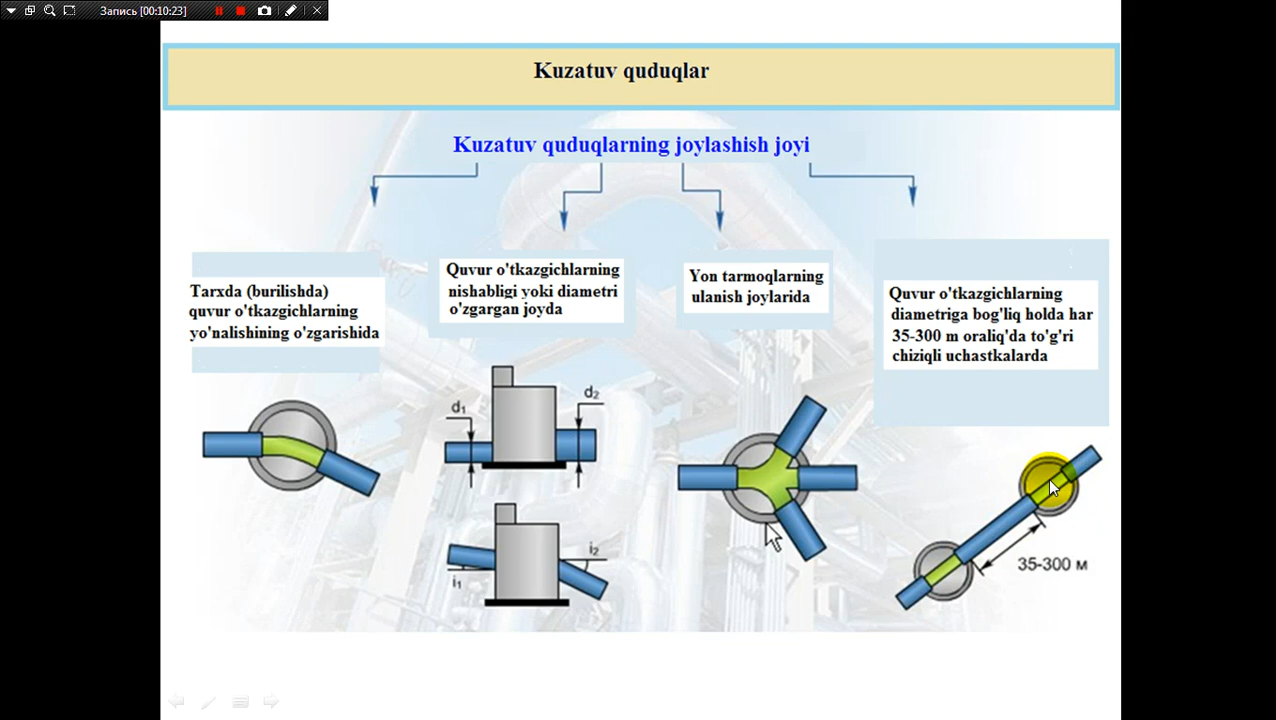 Запись [00:10:23]
Kuzatuv quduqlar
Kuzatuv quduqlarning joylashish joyi
Tarxda (burilishda)
quvur o'tkazgichlarning
yo'nalishining o'zgarishida
Quvur o'tkazgichlarning
nishabligi yoki diametri
o'zgargan joyda
Yon tarmoqlarning
ulanish joylarida
Quvur o'tkazgichlarning
diametriga bog'liq holda har
35-300 m oraliq'da to'g'ri
chiziqli uchastkalarda
d₁
d₂
i₁
i₂
35-300 м